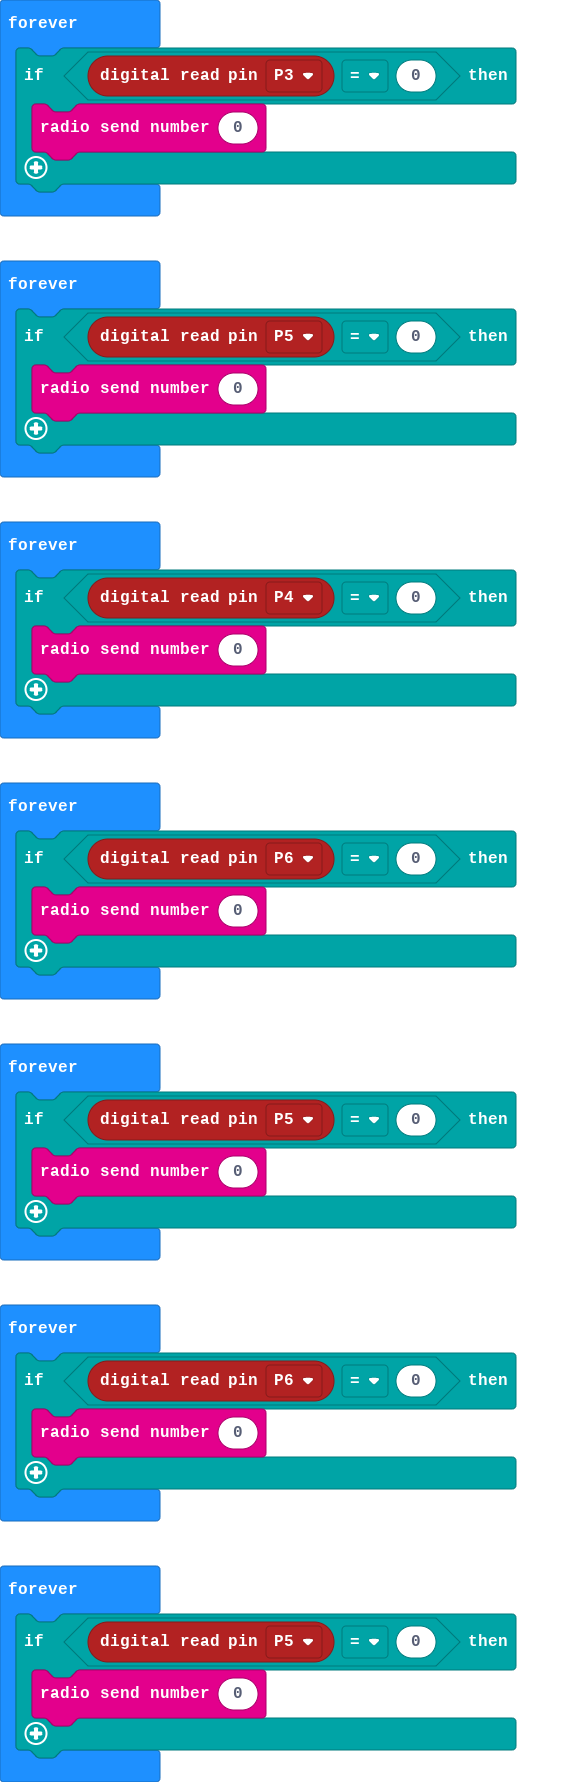 forever
if digital read pin P3 = 0 then
radio send number 0
forever
if digital read pin P5 = 0 then
radio send number 0
forever
if digital read pin P4 = 0 then
radio send number 0
forever
if digital read pin P6 = 0 then
radio send number 0
forever
if digital read pin P5 = 0 then
radio send number 0
forever
if digital read pin P6 = 0 then
radio send number 0
forever
if digital read pin P5 = 0 then
radio send number 0